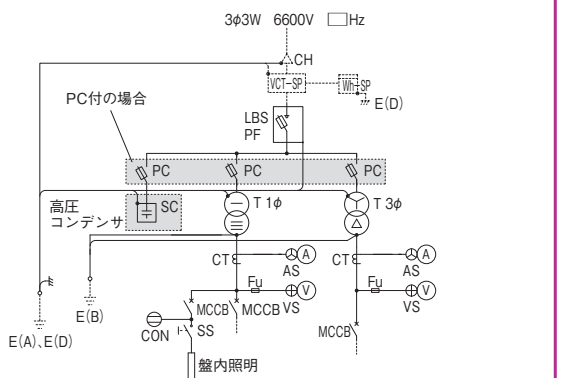 3φ3W 6600V □Hz
CH
VCT-SP
Wh-SP
E(D)
PC付の場合
LBS
PF
PC
PC
PC
高圧
コンデンサ
SC
T 1φ
T 3φ
CT
A
AS
CT
A
AS
Fu
V
VS
Fu
V
VS
E(B)
MCCB
MCCB
MCCB
CON
SS
E(A)、E(D)
盤内照明